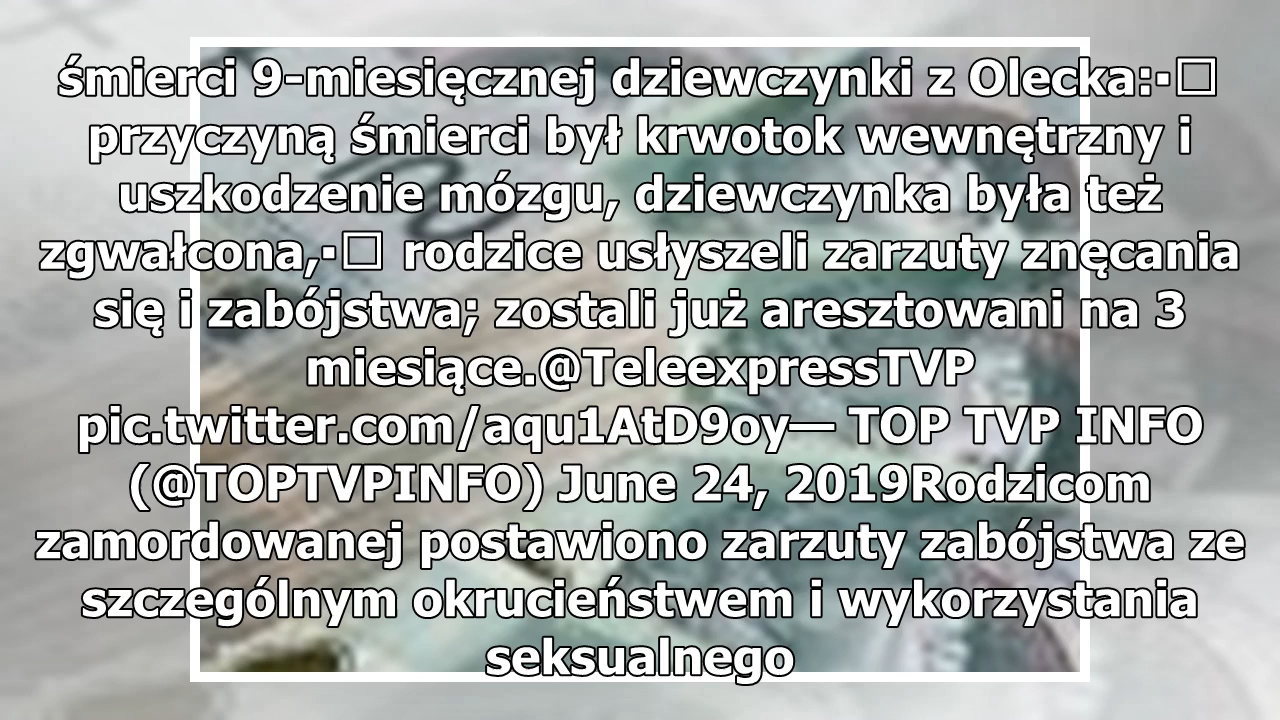 śmierci 9-miesięcznej dziewczynki z Olecka:▪□
przyczyną śmierci był krwotok wewnętrzny i
uszkodzenie mózgu, dziewczynka była też
zgwałcona,▪□ rodzice usłyszeli zarzuty znęcania
się i zabójstwa; zostali już aresztowani na 3
miesiące.@TeleexpressTVP
pic.twitter.com/aqu1AtD9oy— TOP TVP INFO
(@TOPTVPINFO) June 24, 2019Rodzicom
zamordowanej postawiono zarzuty zabójstwa ze
szczególnym okrucieństwem i wykorzystania
seksualnego